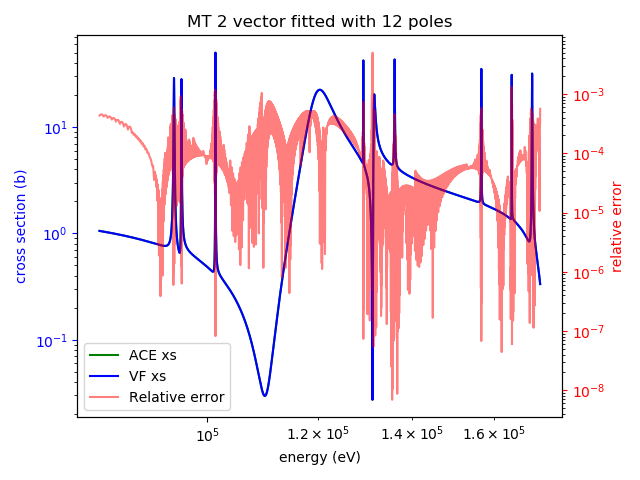 MT 2 vector fitted with 12 poles
cross section (b)
10¹
10⁰
10⁻¹
10⁻³
10⁻⁴
10⁻⁵
10⁻⁶
10⁻⁷
10⁻⁸
relative error
ACE xs
VF xs
Relative error
10⁵
1.2 × 10⁵
1.4 × 10⁵
1.6 × 10⁵
energy (eV)